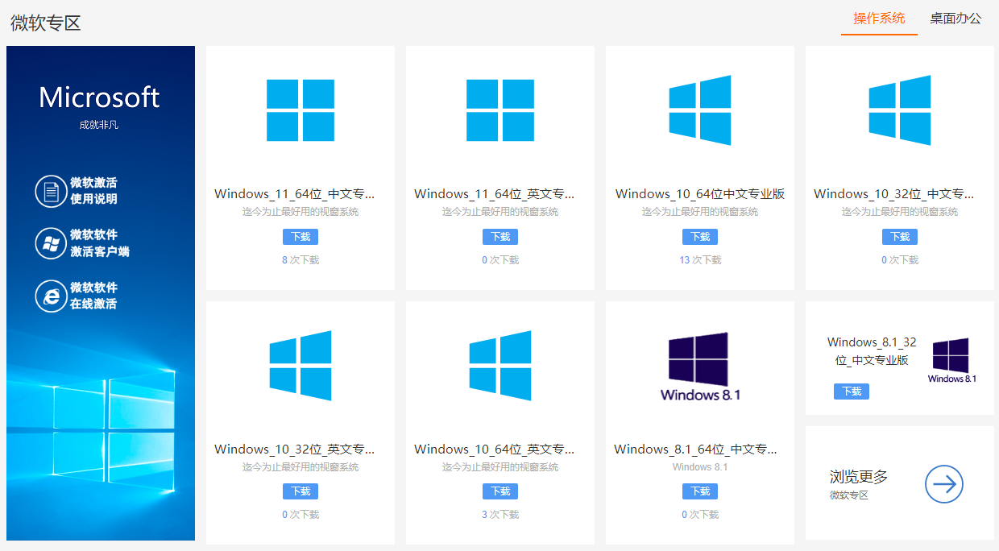 微软专区
操作系统
桌面办公
Microsoft
成就非凡
微软激活
使用说明
微软软件
激活客户端
微软软件
在线激活
Windows_11_64位_中文专...
迄今为止最好用的视窗系统
下载
8 次下载
Windows_11_64位_英文专...
迄今为止最好用的视窗系统
下载
0 次下载
Windows_10_64位中文专业版
迄今为止最好用的视窗系统
下载
13 次下载
Windows_10_32位_中文专...
迄今为止最好用的视窗系统
下载
0 次下载
Windows_10_32位_英文专...
迄今为止最好用的视窗系统
下载
0 次下载
Windows_10_64位_英文专...
迄今为止最好用的视窗系统
下载
3 次下载
Windows 8.1
Windows_8.1_64位_中文专...
Windows 8.1
下载
0 次下载
Windows_8.1_32
位_中文专业版
下载
Windows 8.1
浏览更多
微软专区